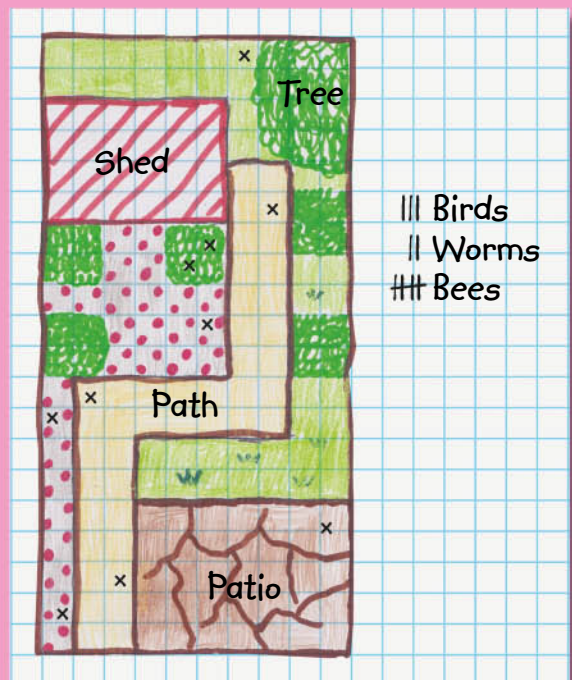 Tree
Shed
||| Birds
|| Worms
𝍸 Bees
Path
Patio